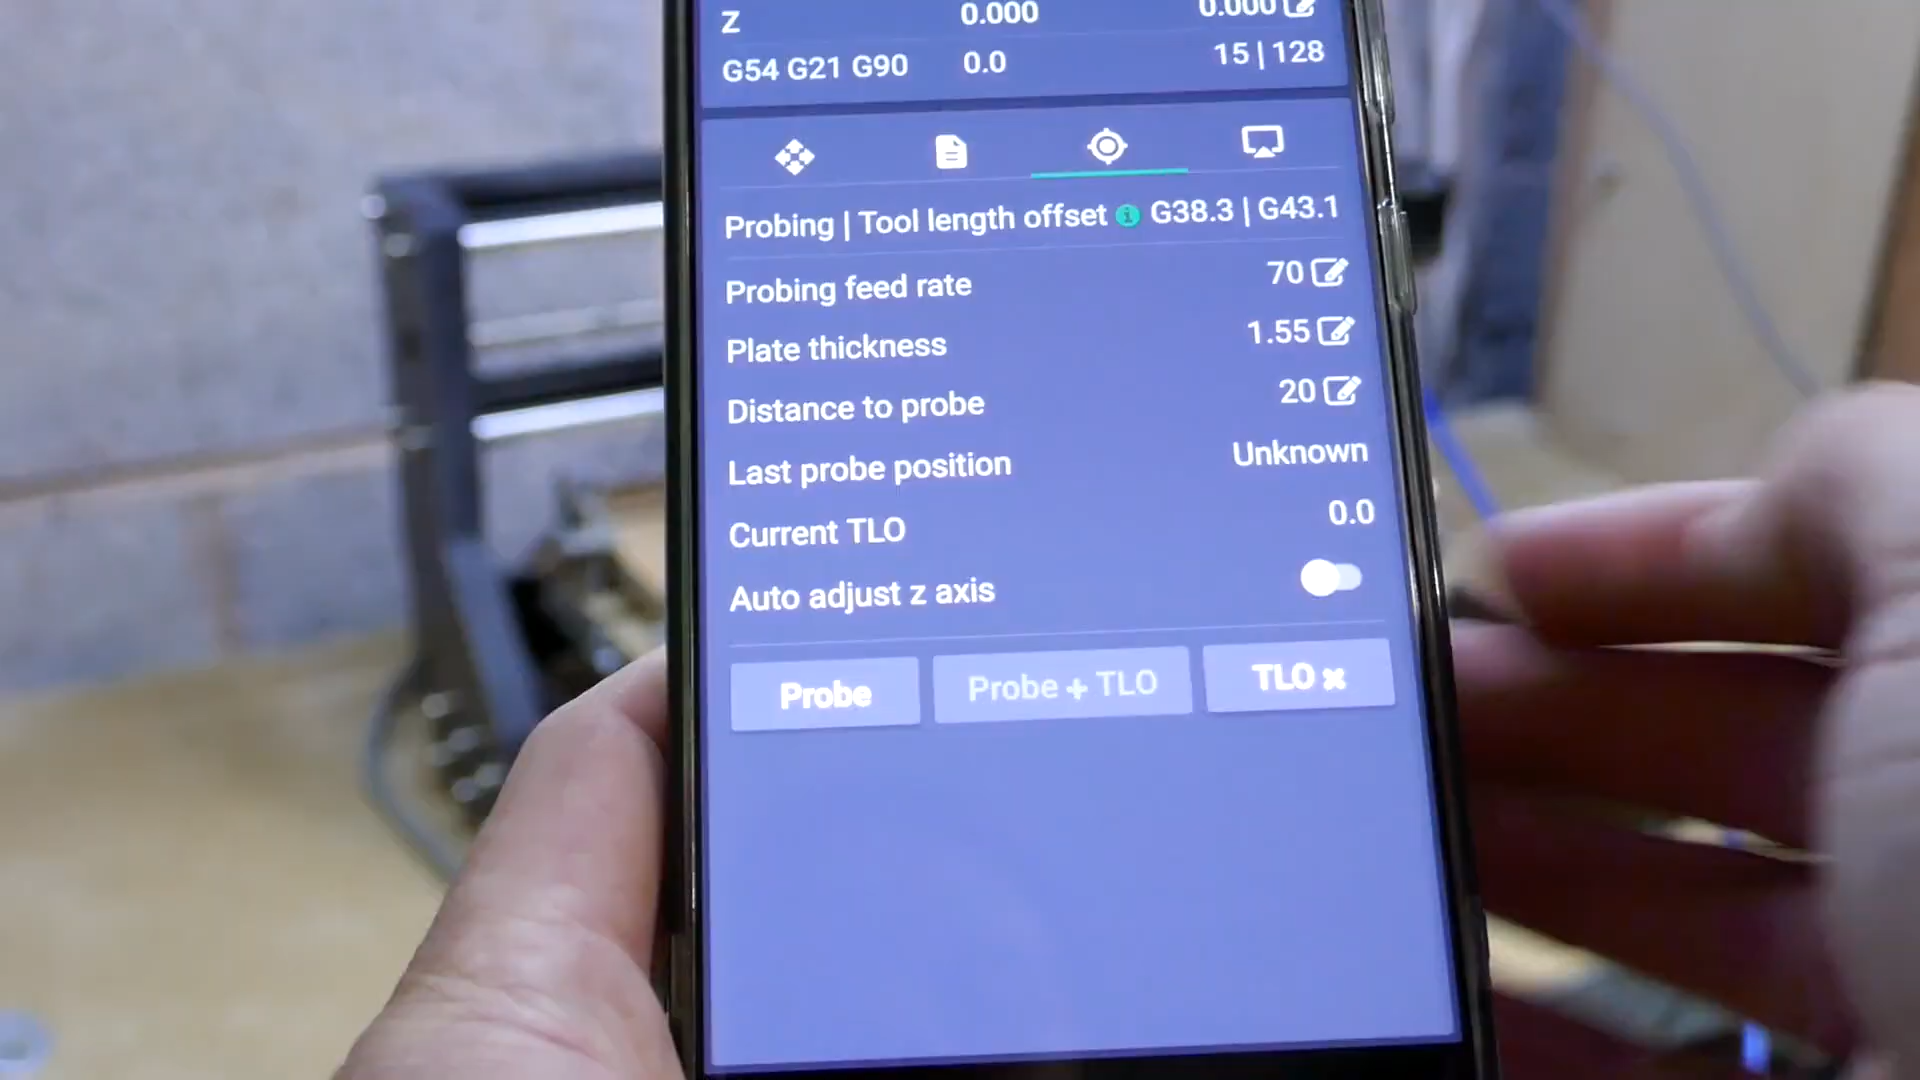 Z 0.000 0.000
G54 G21 G90 0.0 15 | 128
Probing | Tool length offset i G38.3 | G43.1
Probing feed rate 70
Plate thickness 1.55
Distance to probe 20
Last probe position Unknown
Current TLO 0.0
Auto adjust z axis
Probe Probe + TLO TLO ✖